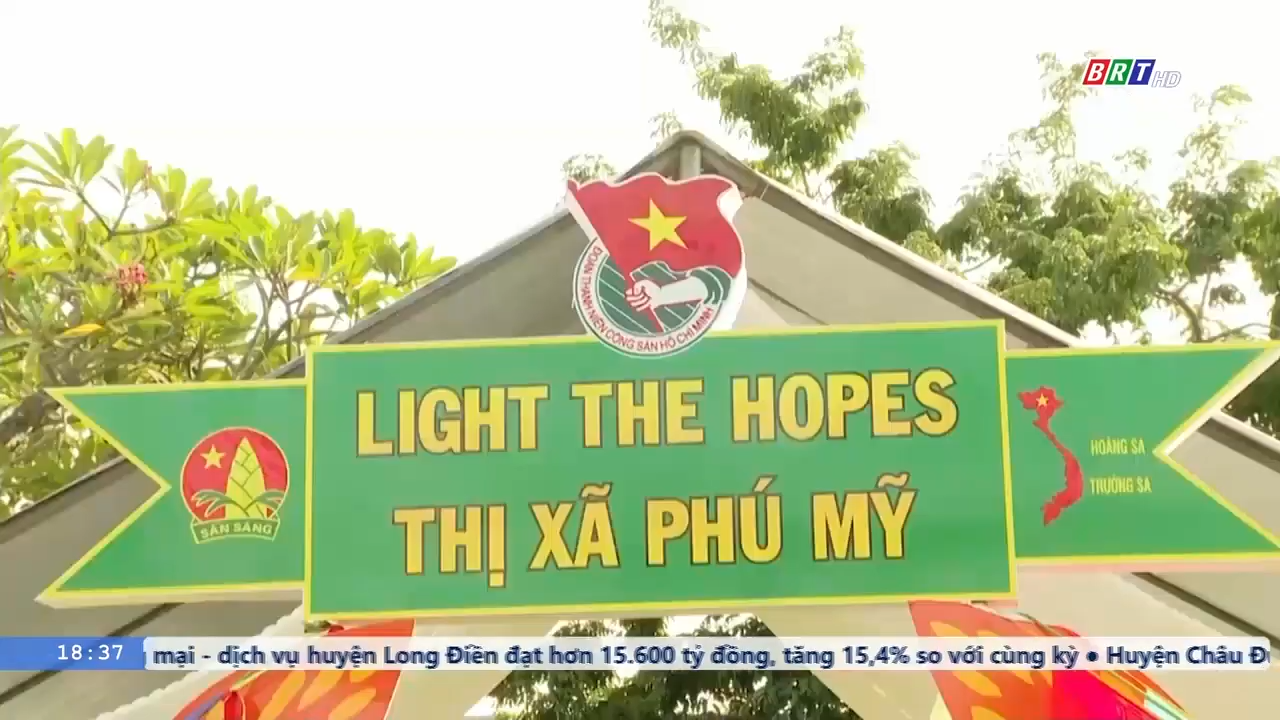 BRT HD
ĐOÀN THANH NIÊN CỘNG SẢN HỒ CHÍ MINH
LIGHT THE HOPES
THỊ XÃ PHÚ MỸ
SẴN SÀNG
HOÀNG SA
TRƯỜNG SA
18:37 mại - dịch vụ huyện Long Điền đạt hơn 15.600 tỷ đồng, tăng 15,4% so với cùng kỳ • Huyện Châu